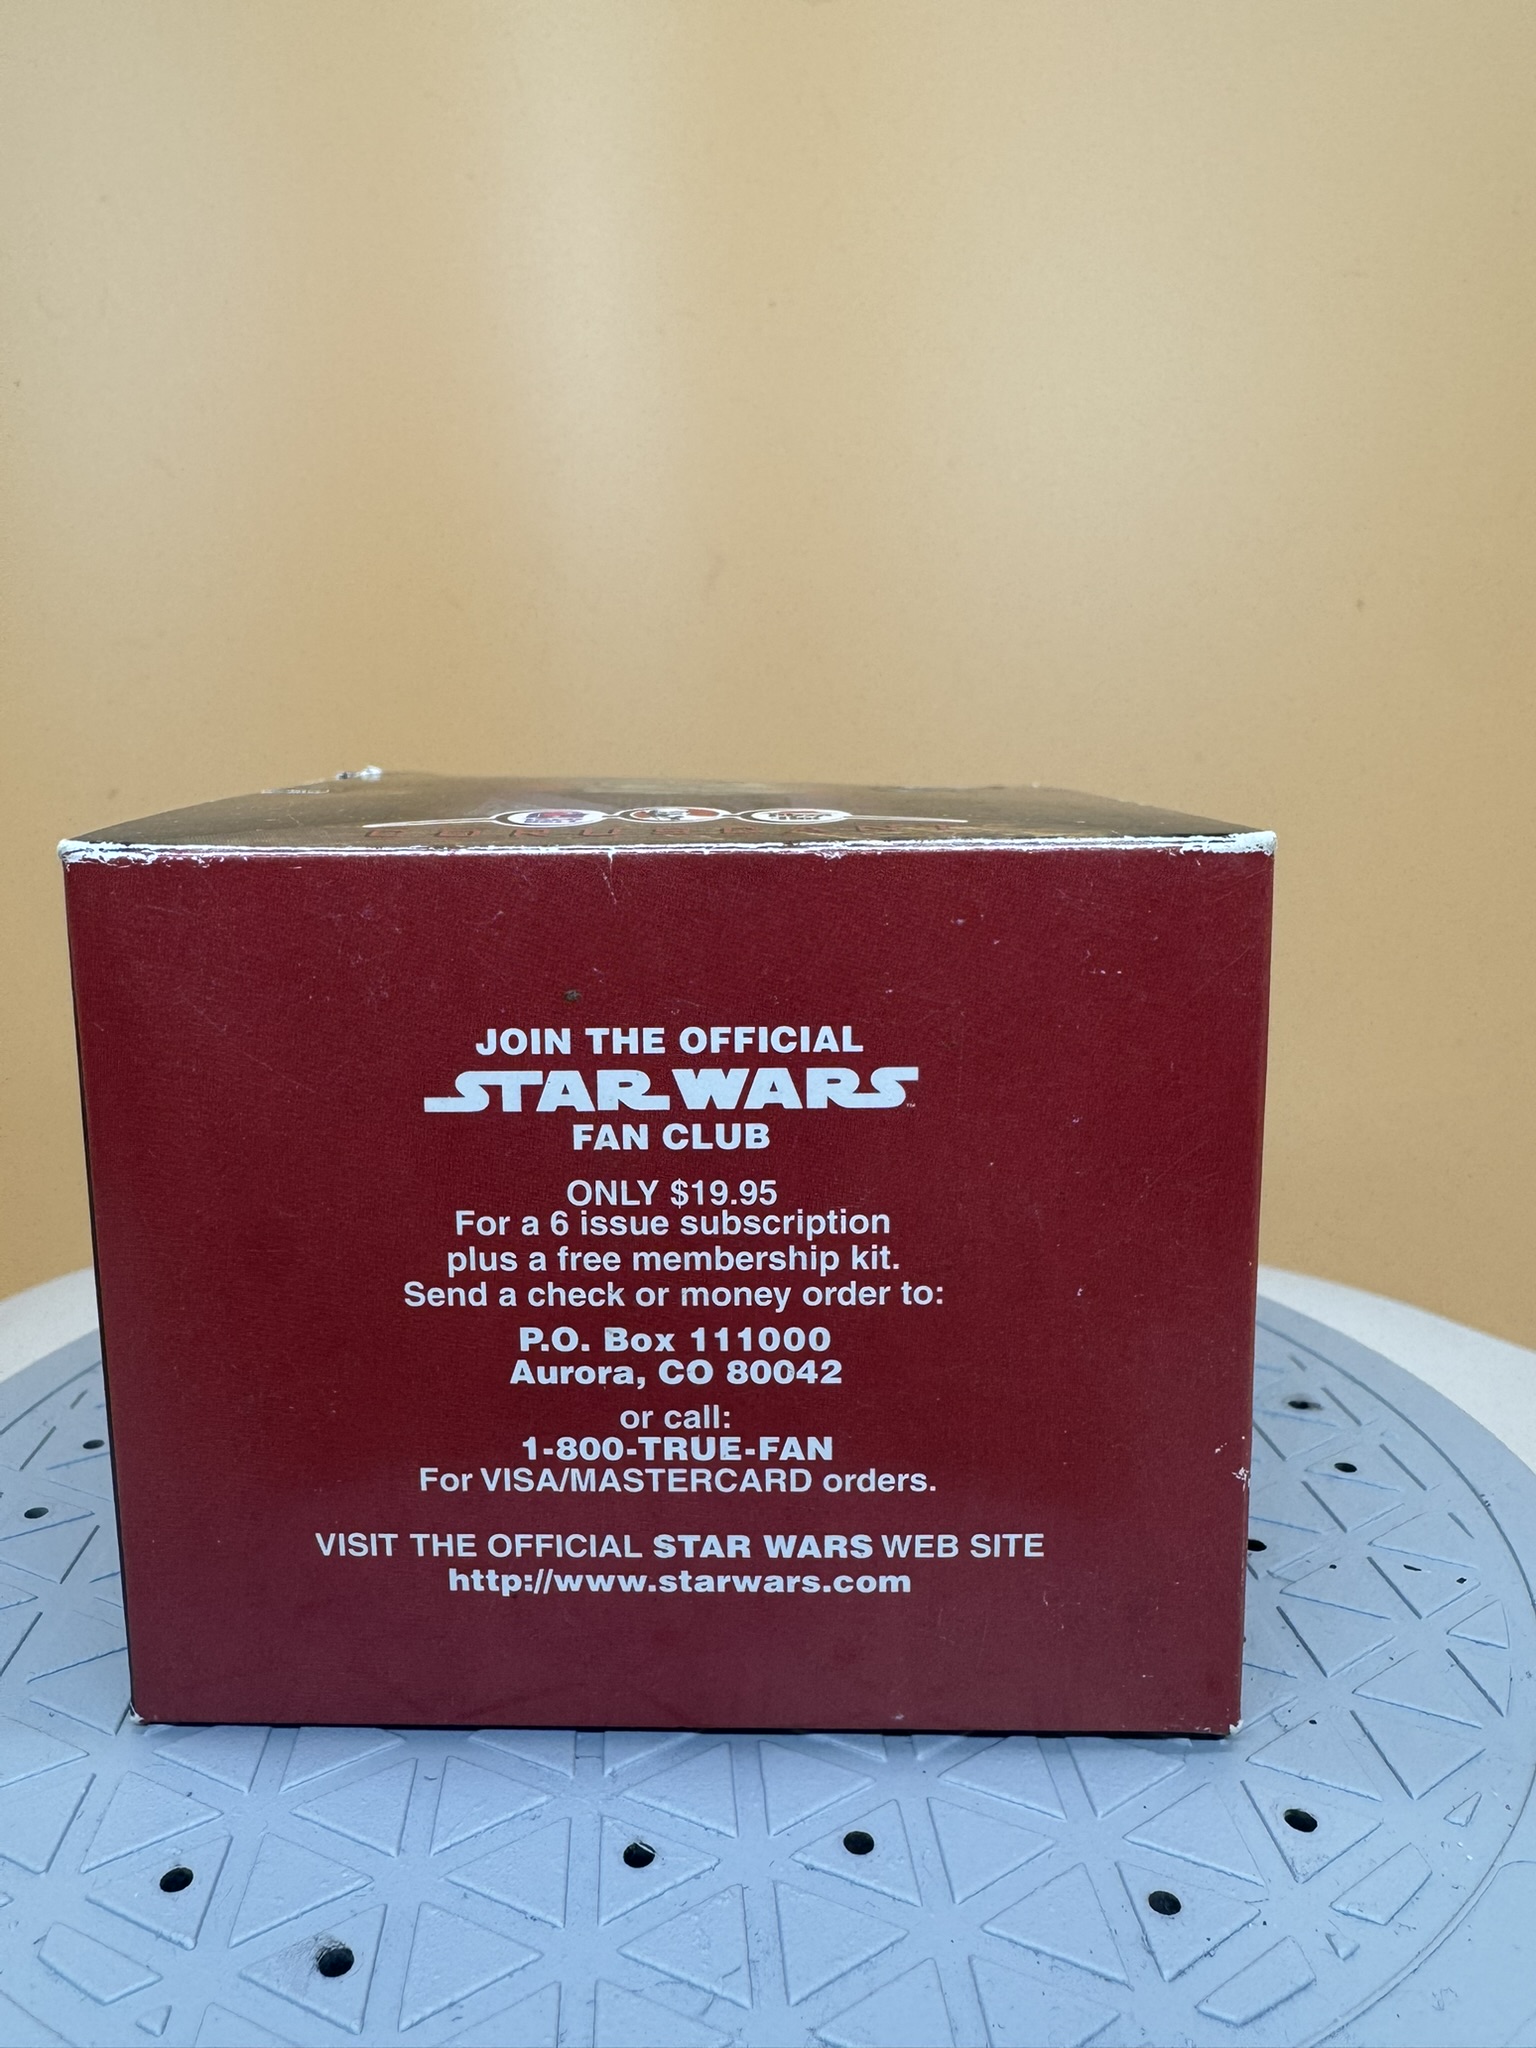 CORUSCANT
JOIN THE OFFICIAL
STAR WARS
FAN CLUB
ONLY $19.95
For a 6 issue subscription
plus a free membership kit.
Send a check or money order to:
P.O. Box 111000
Aurora, CO 80042
or call:
1-800-TRUE-FAN
For VISA/MASTERCARD orders.
VISIT THE OFFICIAL STAR WARS WEB SITE
http://www.starwars.com